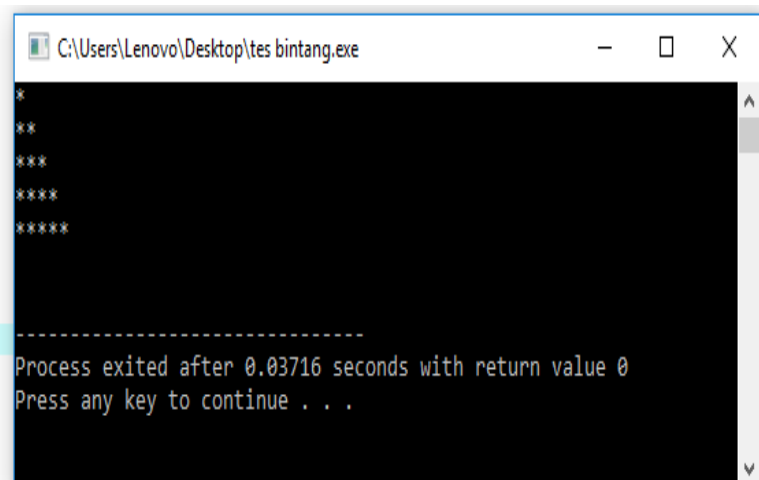 C:\Users\Lenovo\Desktop\tes bintang.exe
*
**
***
****
*****
--------------------------------
Process exited after 0.03716 seconds with return value 0
Press any key to continue . . .